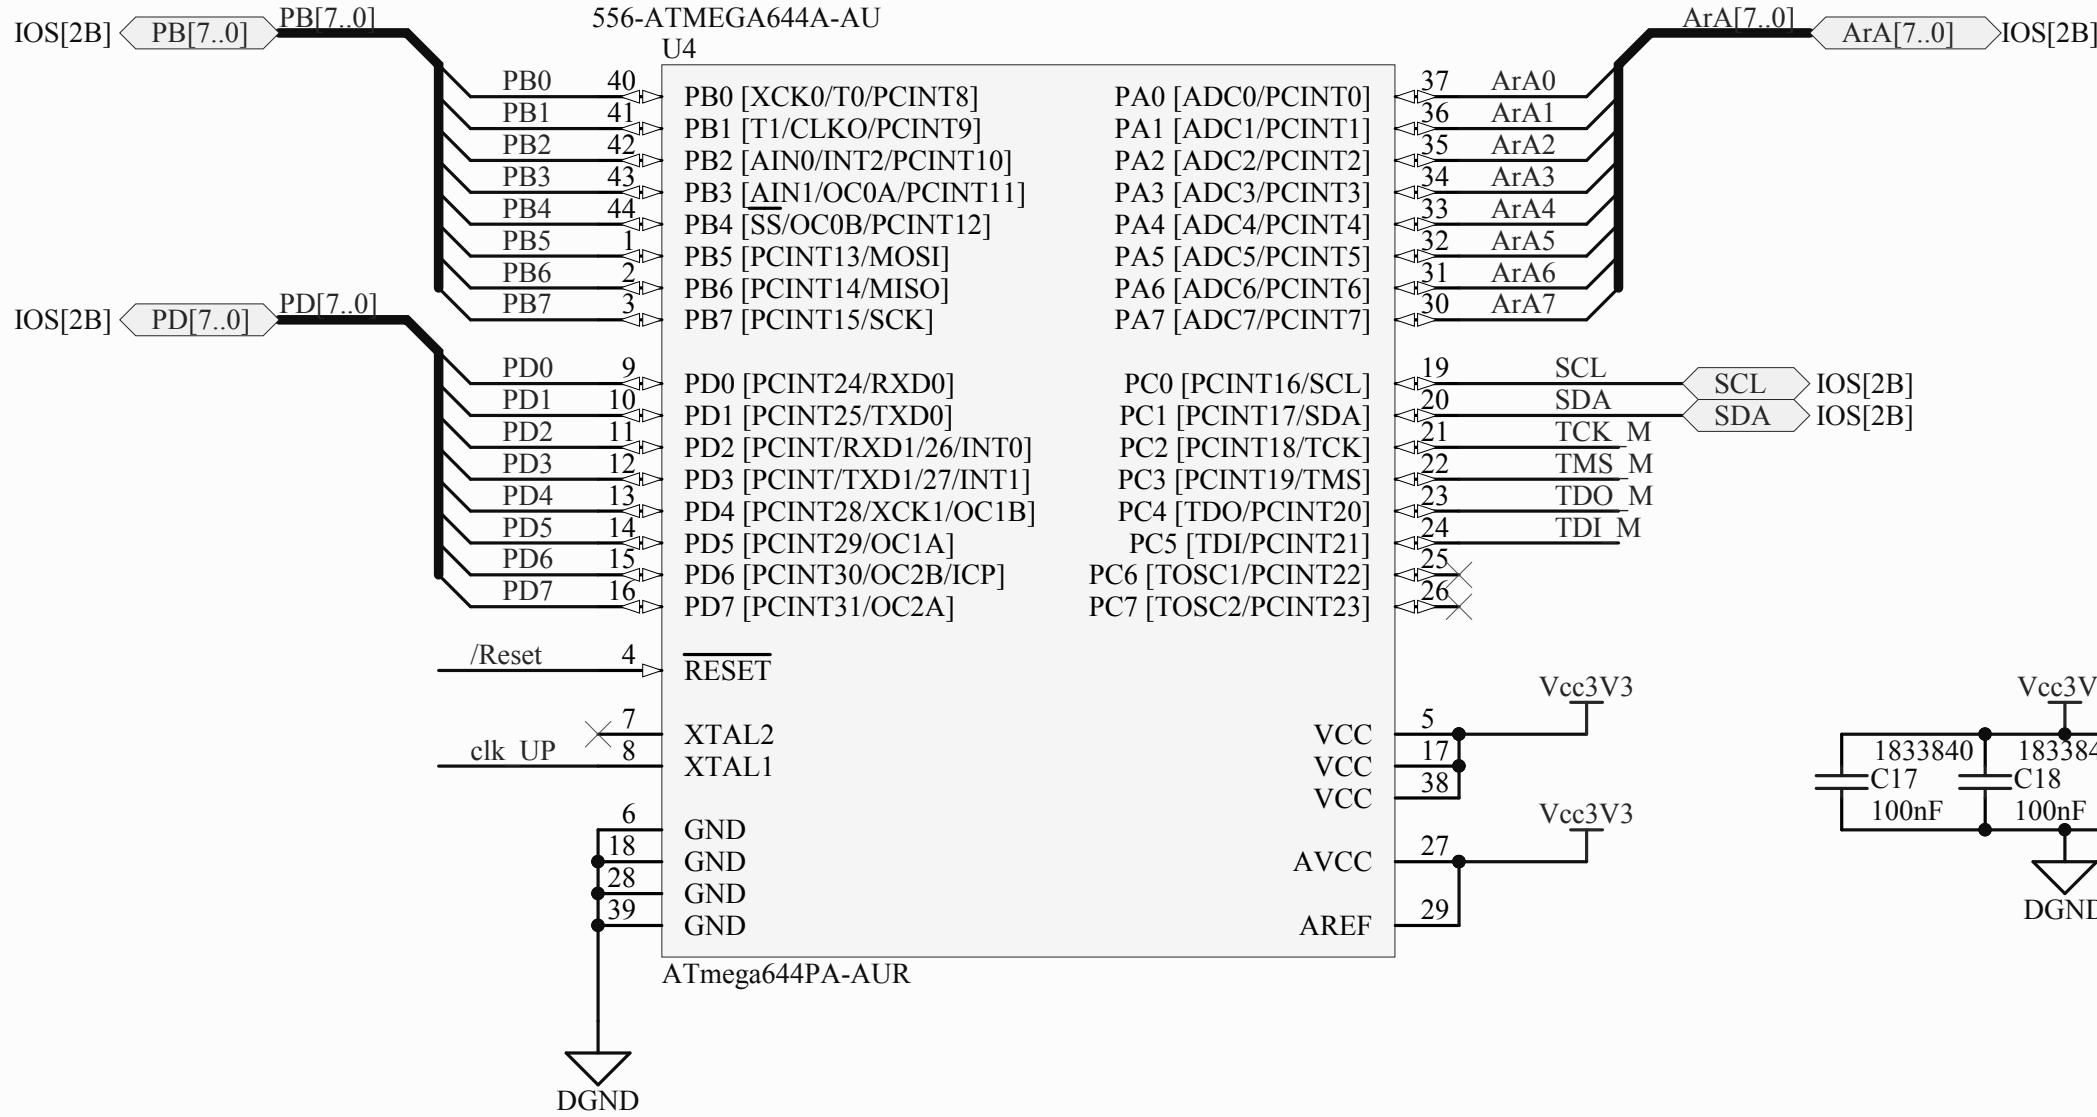 556-ATMEGA644A-AU
U4
IOS[2B] PB[7..0] PB[7..0]
ArA[7..0] ArA[7..0] IOS[2B]
PB0 40 PB0 [XCK0/T0/PCINT8] PA0 [ADC0/PCINT0] 37 ArA0
PB1 41 PB1 [T1/CLKO/PCINT9] PA1 [ADC1/PCINT1] 36 ArA1
PB2 42 PB2 [AIN0/INT2/PCINT10] PA2 [ADC2/PCINT2] 35 ArA2
PB3 43 PB3 [AIN1/OC0A/PCINT11] PA3 [ADC3/PCINT3] 34 ArA3
PB4 44 PB4 [SS/OC0B/PCINT12] PA4 [ADC4/PCINT4] 33 ArA4
PB5 1 PB5 [PCINT13/MOSI] PA5 [ADC5/PCINT5] 32 ArA5
PB6 2 PB6 [PCINT14/MISO] PA6 [ADC6/PCINT6] 31 ArA6
PB7 3 PB7 [PCINT15/SCK] PA7 [ADC7/PCINT7] 30 ArA7
IOS[2B] PD[7..0] PD[7..0]
PD0 9 PD0 [PCINT24/RXD0] PC0 [PCINT16/SCL] 19 SCL SCL IOS[2B]
PD1 10 PD1 [PCINT25/TXD0] PC1 [PCINT17/SDA] 20 SDA SDA IOS[2B]
PD2 11 PD2 [PCINT/RXD1/26/INT0] PC2 [PCINT18/TCK] 21 TCK_M
PD3 12 PD3 [PCINT/TXD1/27/INT1] PC3 [PCINT19/TMS] 22 TMS_M
PD4 13 PD4 [PCINT28/XCK1/OC1B] PC4 [TDO/PCINT20] 23 TDO_M
PD5 14 PD5 [PCINT29/OC1A] PC5 [TDI/PCINT21] 24 TDI_M
PD6 15 PD6 [PCINT30/OC2B/ICP] PC6 [TOSC1/PCINT22] 25
PD7 16 PD7 [PCINT31/OC2A] PC7 [TOSC2/PCINT23] 26
/Reset 4 RESET
Vcc3V3
7 XTAL2 VCC 5
clk_UP 8 XTAL1 VCC 17
VCC 38
Vcc3V3
6 GND
18 GND AVCC 27
28 GND
39 GND AREF 29
ATmega644PA-AUR
DGND
Vcc3V
1833840 183384
C17 C18
100nF 100nF
DGND